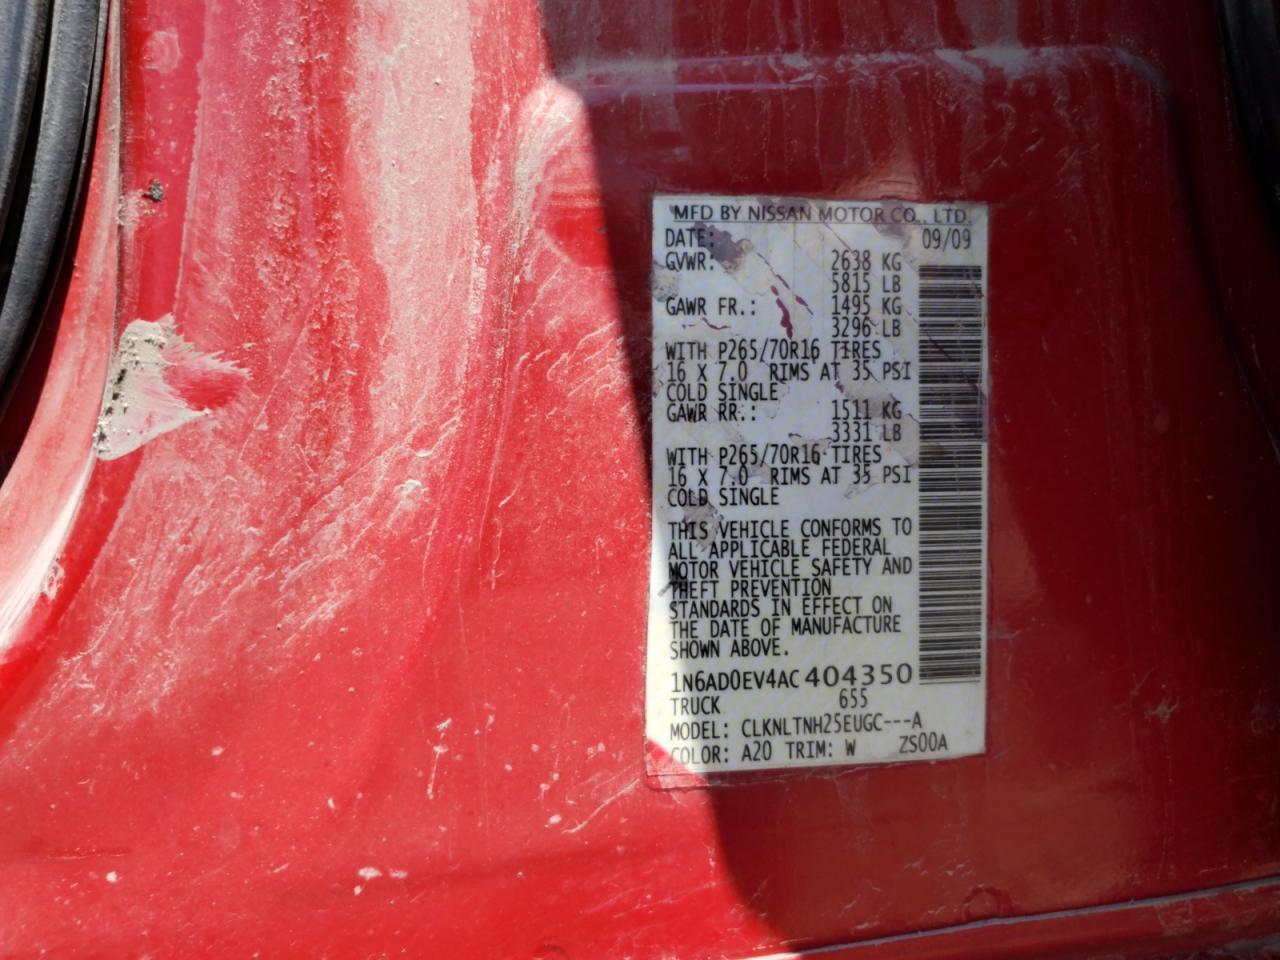 MFD BY NISSAN MOTOR CO., LTD.
DATE: 09/09
GVWR: 2638 KG
5815 LB
GAWR FR.: 1495 KG
3296 LB
WITH P265/70R16 TIRES
16 X 7.0 RIMS AT 35 PSI
COLD SINGLE
GAWR RR.: 1511 KG
3331 LB
WITH P265/70R16 TIRES
16 X 7.0 RIMS AT 35 PSI
COLD SINGLE
THIS VEHICLE CONFORMS TO
ALL APPLICABLE FEDERAL
MOTOR VEHICLE SAFETY AND
THEFT PREVENTION
STANDARDS IN EFFECT ON
THE DATE OF MANUFACTURE
SHOWN ABOVE.
1N6AD0EV4AC404350
TRUCK 655
MODEL: CLKNLTNH25EUGC---A
COLOR: A20 TRIM: W ZS00A